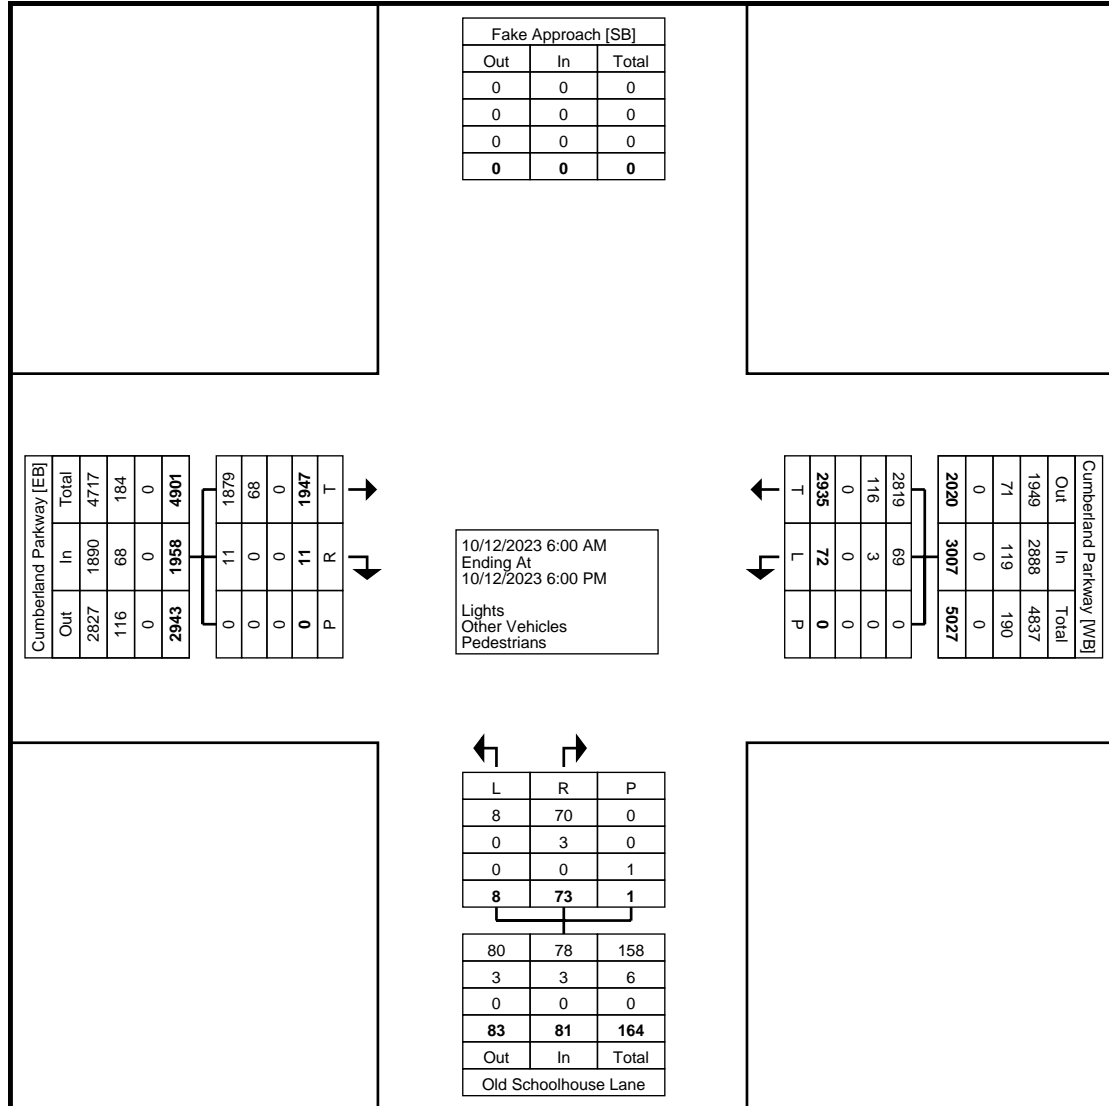 Fake Approach [SB]
Out In Total
0 0 0
0 0 0
0 0 0
0 0 0
Cumberland Parkway [EB]
Total In Out
4717 1890 2827
184 68 116
0 0 0
4901 1958 2943
1879 11 0
68 0 0
0 0 0
1947 11 0
T R P
10/12/2023 6:00 AM
Ending At
10/12/2023 6:00 PM
Lights
Other Vehicles
Pedestrians
Cumberland Parkway [WB]
Out In Total
1949 2888 4837
71 119 190
0 0 0
2020 3007 5027
2819 69 0
116 3 0
0 0 0
2935 72 0
T L P
L R P
8 70 0
0 3 0
0 0 1
8 73 1
80 78 158
3 3 6
0 0 0
83 81 164
Out In Total
Old Schoolhouse Lane